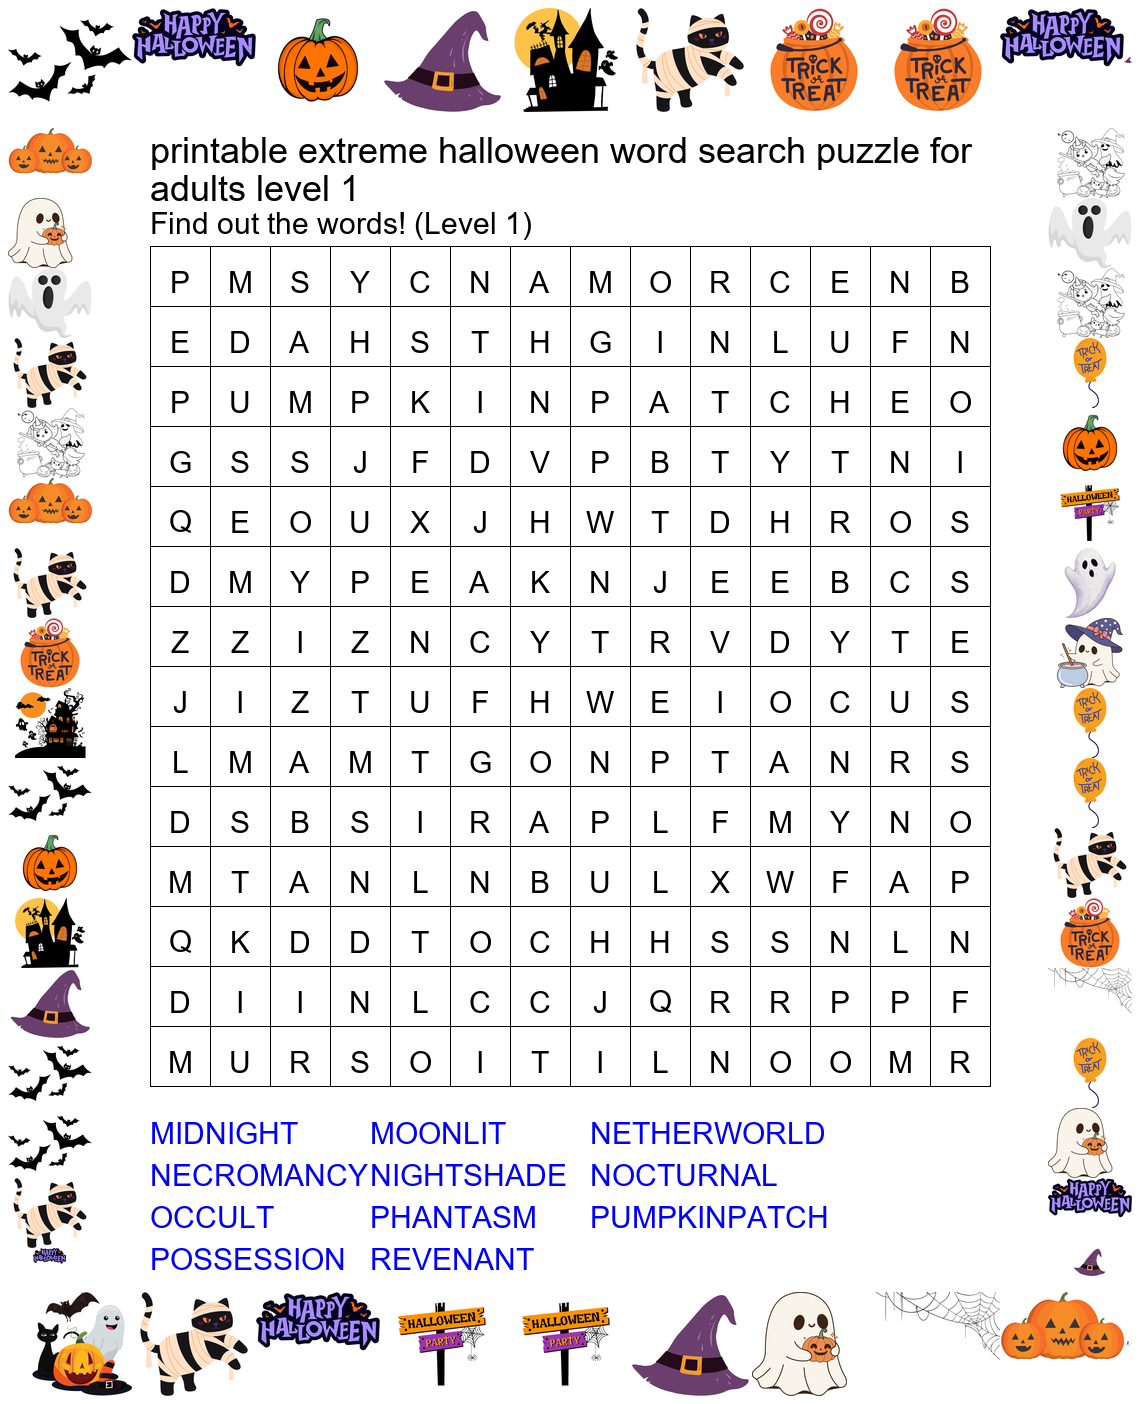 HAPPY
HALLOWEEN
TRICK
or
TREAT
TRICK
or
TREAT
HAPPY
HALLOWEEN
printable extreme halloween word search puzzle for
adults level 1
Find out the words! (Level 1)
P M S Y C N A M O R C E N B
E D A H S T H G I N L U F N
P U M P K I N P A T C H E O
G S S J F D V P B T Y T N I
Q E O U X J H W T D H R O S
D M Y P E A K N J E E B C S
Z Z I Z N C Y T R V D Y T E
J I Z T U F H W E I O C U S
L M A M T G O N P T A N R S
D S B S I R A P L F M Y N O
M T A N L N B U L X W F A P
Q K D D T O C H H S S N L N
D I I N L C C J Q R R P P F
M U R S O I T I L N O O M R
MIDNIGHT MOONLIT NETHERWORLD
NECROMANCY NIGHTSHADE NOCTURNAL
OCCULT PHANTASM PUMPKINPATCH
POSSESSION REVENANT
TRICK
or
TREAT
HAPPY
HALLOWEEN
TRICK
or
TREAT
HALLOWEEN
PARTY
TRICK
or
TREAT
TRICK
or
TREAT
TRICK
or
TREAT
TRICK
or
TREAT
HAPPY
HALLOWEEN
HAPPY
HALLOWEEN
HALLOWEEN
PARTY
HALLOWEEN
PARTY